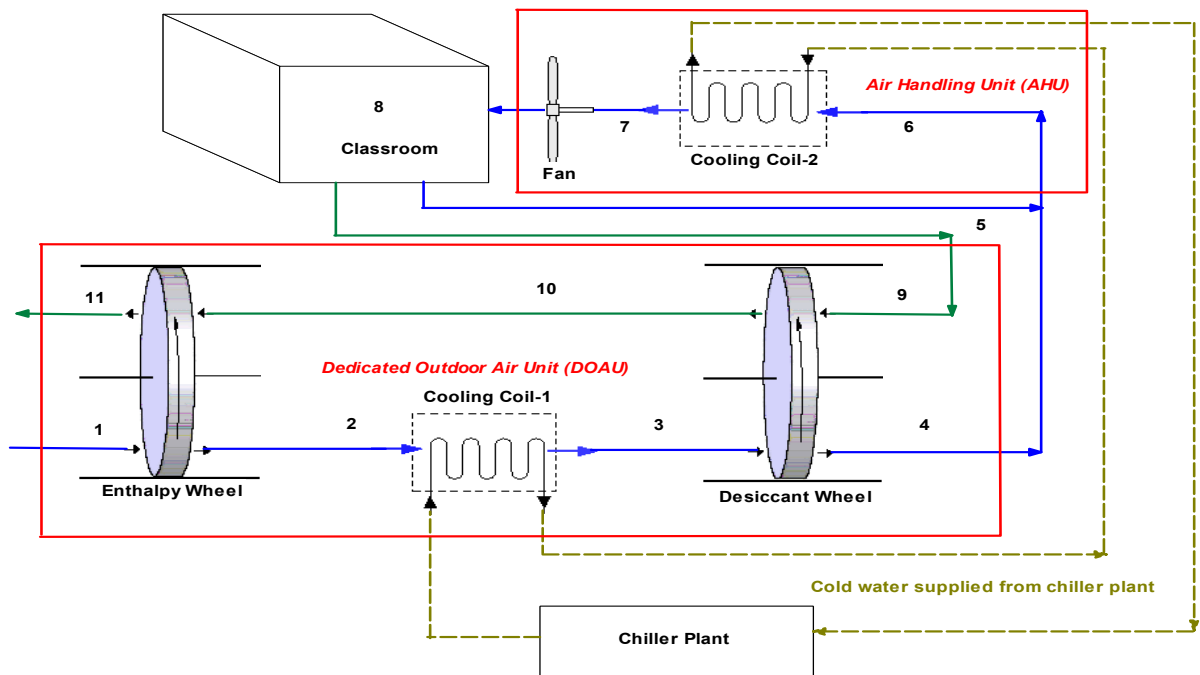 Air Handling Unit (AHU)
8
Classroom
7
6
Cooling Coil-2
Fan
5
11
10
9
Dedicated Outdoor Air Unit (DOAU)
Cooling Coil-1
1
2
3
4
Enthalpy Wheel
Desiccant Wheel
Cold water supplied from chiller plant
Chiller Plant